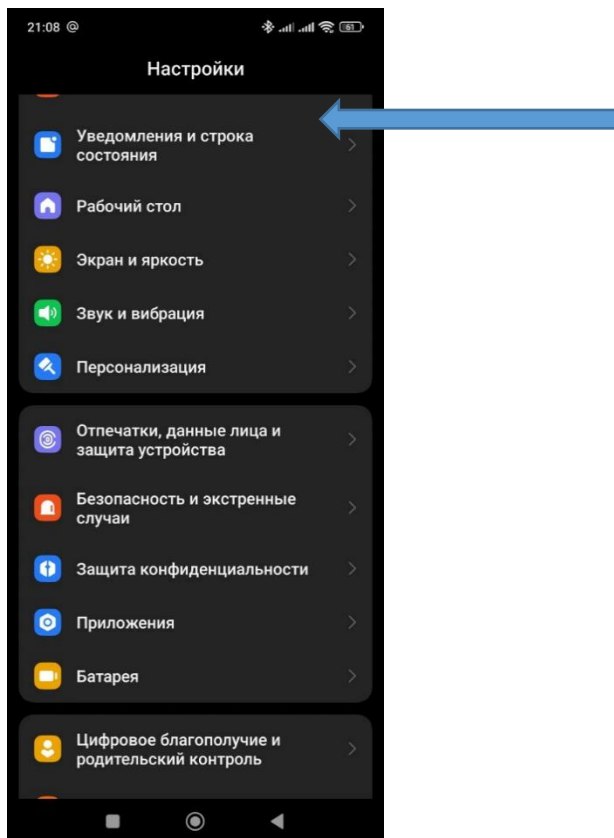 21:08 @
61
Настройки
Уведомления и строка
состояния
Рабочий стол
Экран и яркость
Звук и вибрация
Персонализация
Отпечатки, данные лица и
защита устройства
Безопасность и экстренные
случаи
Защита конфиденциальности
Приложения
Батарея
Цифровое благополучие и
родительский контроль